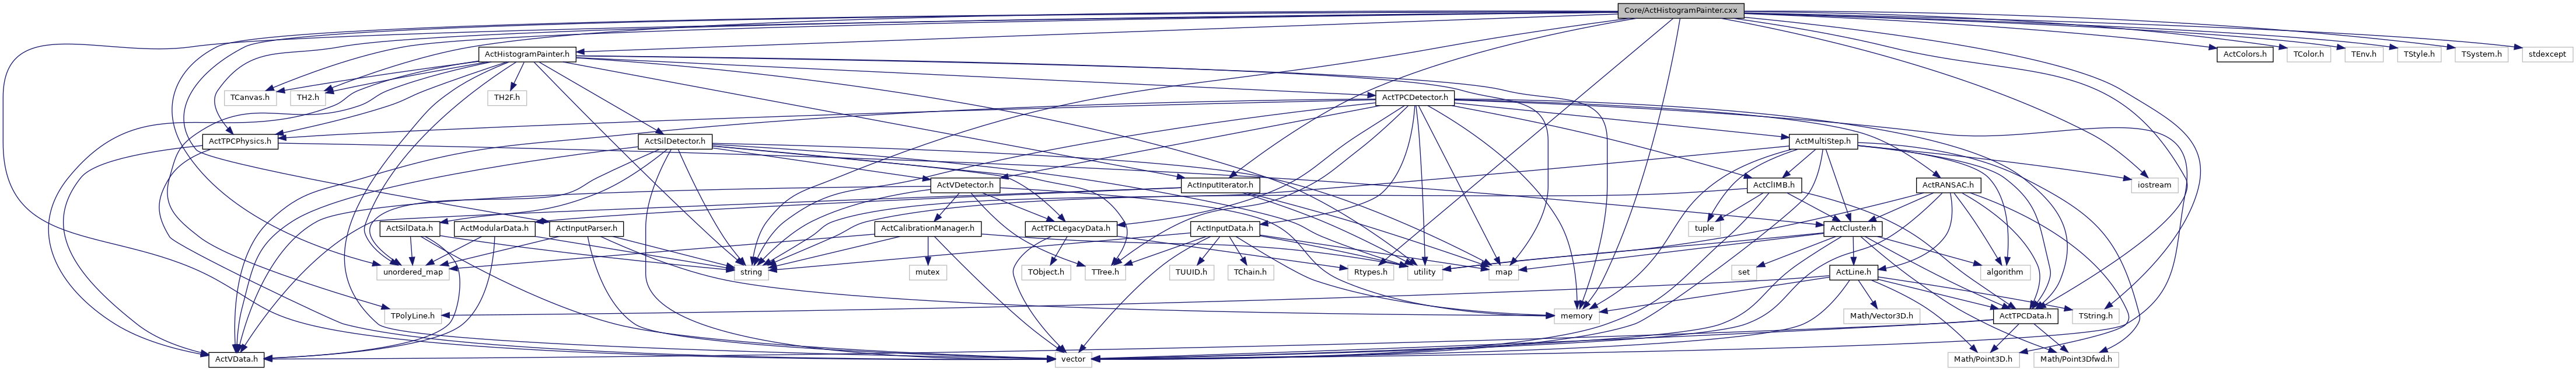 Core/ActHistogramPainter.cxx
ActHistogramPainter.h
ActColors.h
TColor.h
TEnv.h
TStyle.h
TSystem.h
stdexcept
TCanvas.h
TH2.h
TH2F.h
ActTPCDetector.h
ActTPCPhysics.h
ActSilDetector.h
ActMultiStep.h
ActVDetector.h
ActInputIterator.h
ActClIMB.h
ActRANSAC.h
iostream
ActSilData.h
ActModularData.h
ActInputParser.h
ActCalibrationManager.h
ActTPCLegacyData.h
ActInputData.h
tuple
ActCluster.h
unordered_map
string
mutex
TObject.h
TTree.h
TUUID.h
TChain.h
Rtypes.h
utility
map
set
ActLine.h
algorithm
TPolyLine.h
memory
Math/Vector3D.h
ActTPCData.h
TString.h
ActVData.h
vector
Math/Point3D.h
Math/Point3Dfwd.h